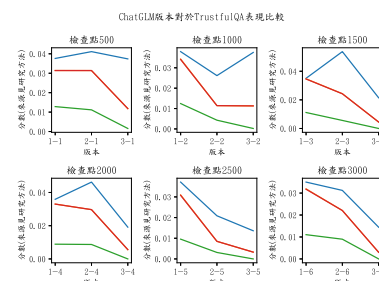 ChatGLM版本對於TrustfulQA表現比較
檢查點500
檢查點1000
檢查點1500
分數(來源見研究方法)
0.04
0.03
0.02
0.01
0.00
1-1
2-1
3-1
版本
分數(來源見研究方法)
0.03
0.02
0.01
0.00
1-2
2-2
3-2
版本
分數(來源見研究方法)
0.04
0.02
0.00
1-3
2-3
3-
版本
檢查點2000
檢查點2500
檢查點3000
分數(來源見研究方法)
0.04
0.02
0.00
1-4
2-4
3-4
版本
分數(來源見研究方法)
0.03
0.02
0.01
0.00
1-5
2-5
3-5
版本
分數(來源見研究方法)
0.03
0.02
0.01
0.00
1-6
2-6
3-
版本